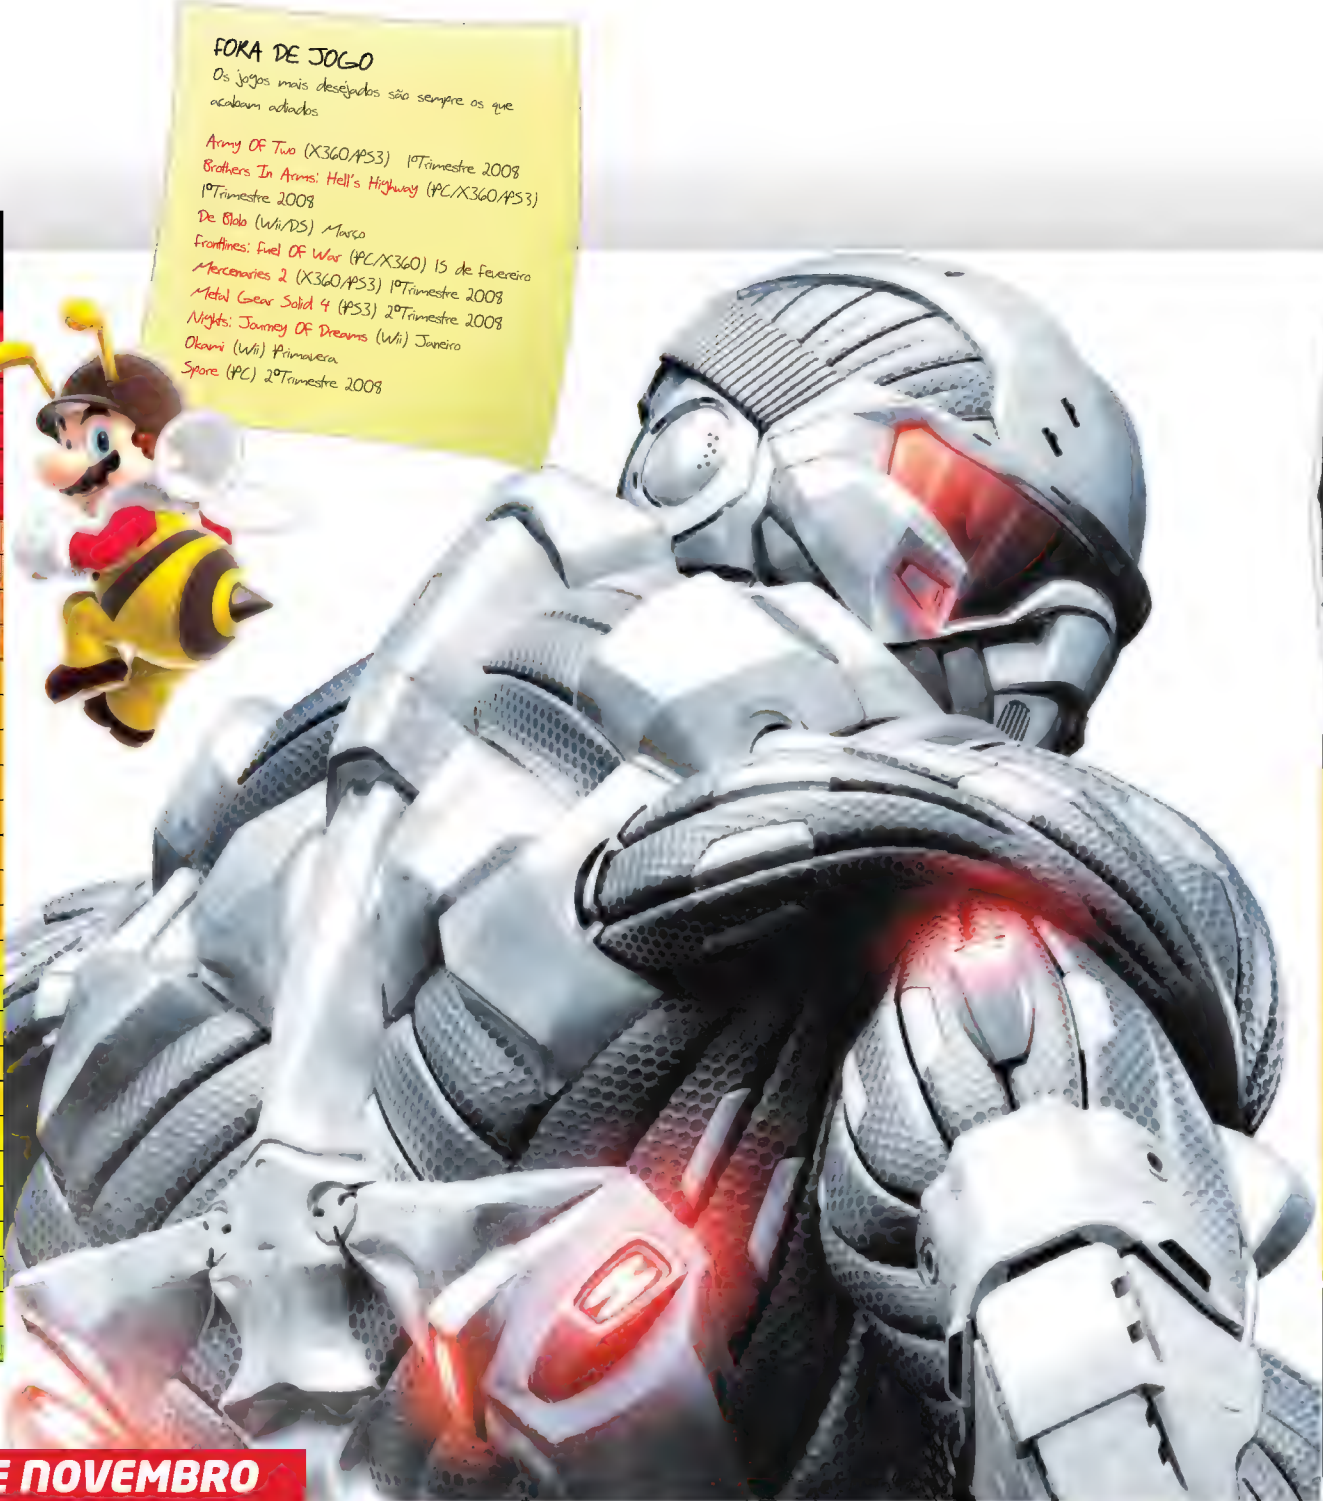 FORA DE JOGO
Os jogos mais desejados são sempre os que
acabam adiados
Army Of Two (X360/PS3) 1ºTrimestre 2008
Brothers In Arms: Hell's Highway (PC/X360/PS3)
1ºTrimestre 2008
De Blob (Wii/DS) Março
Frontlines: Fuel Of War (PC/X360) 15 de fevereiro
Mercenaries 2 (X360/PS3) 1ºTrimestre 2008
Metal Gear Solid 4 (PS3) 2ºTrimestre 2008
Nights: Journey Of Dreams (Wii) Janeiro
Okami (Wii) Primavera
Spore (PC) 2ºTrimestre 2008
E NOVEMBRO